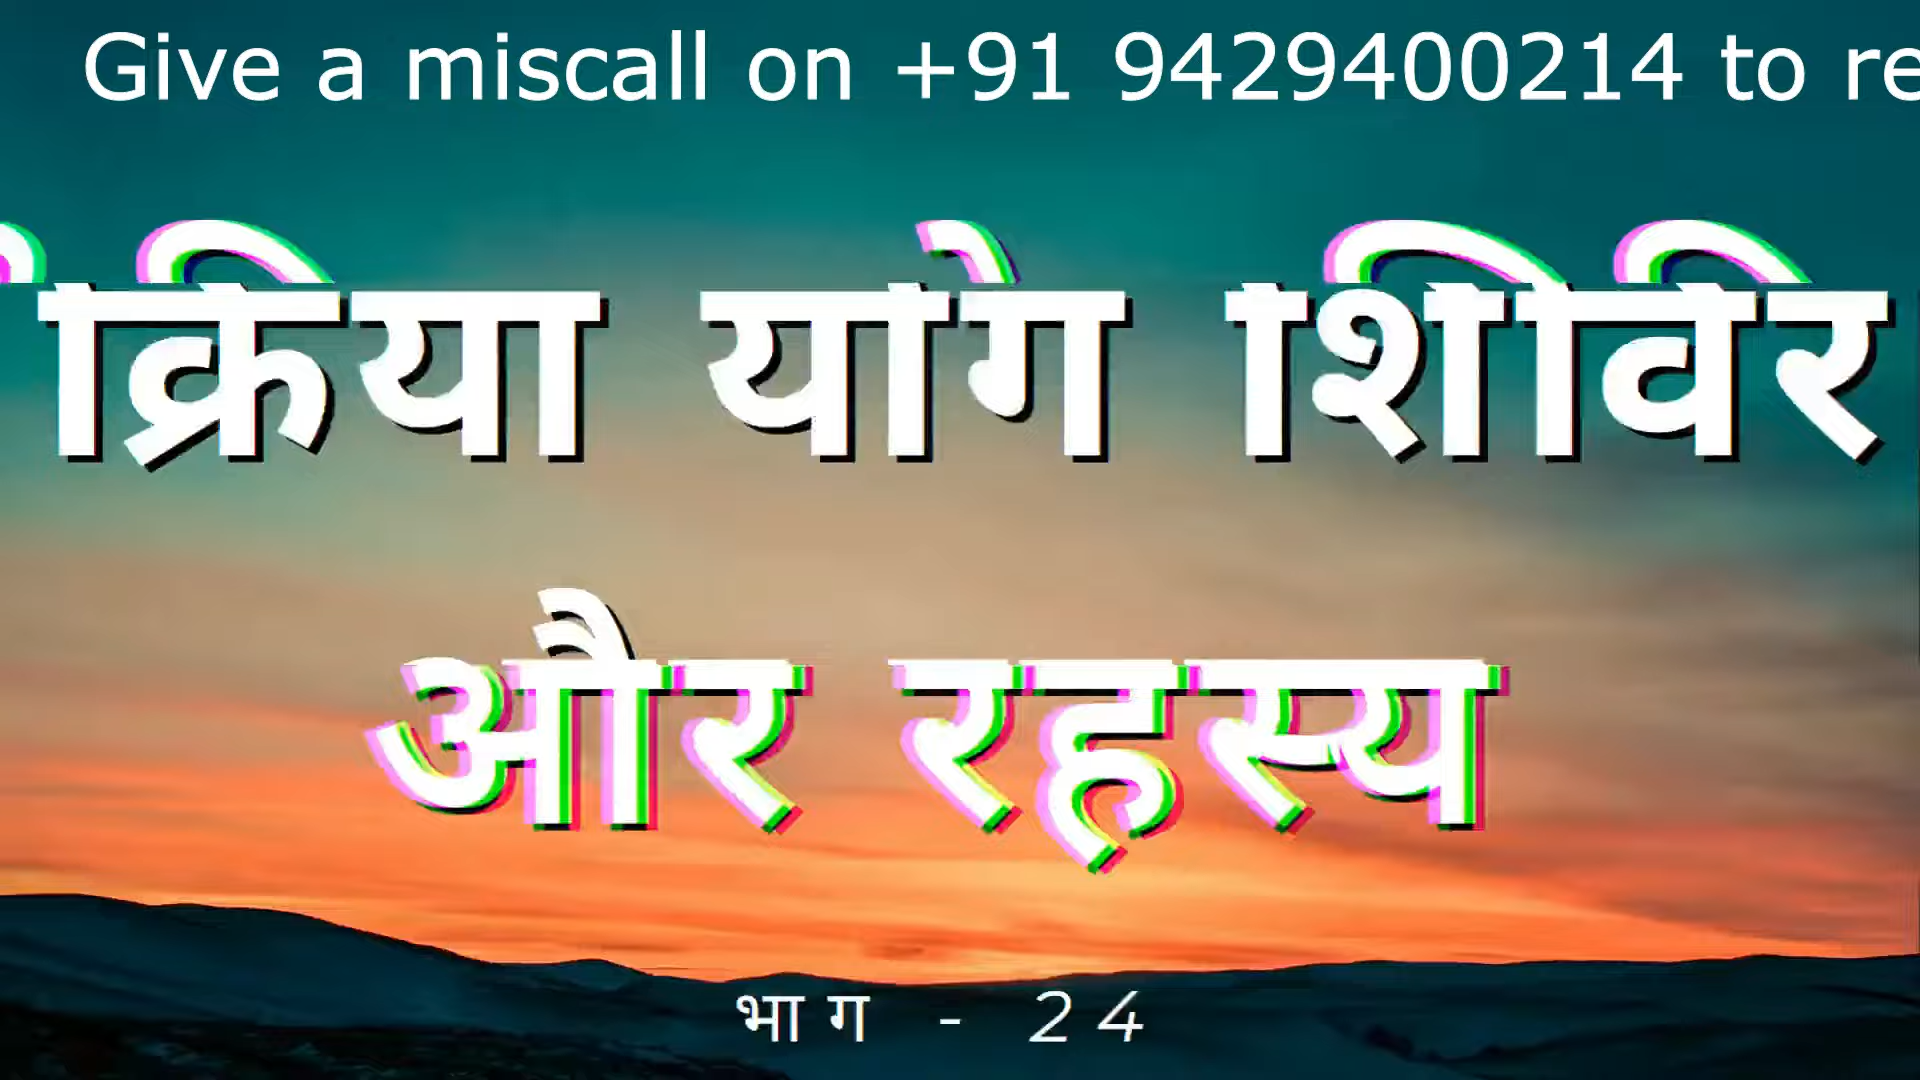 Give a miscall on +91 9429400214 to re
क्रिया योग शिविर
और रहस्य
भाग - 24